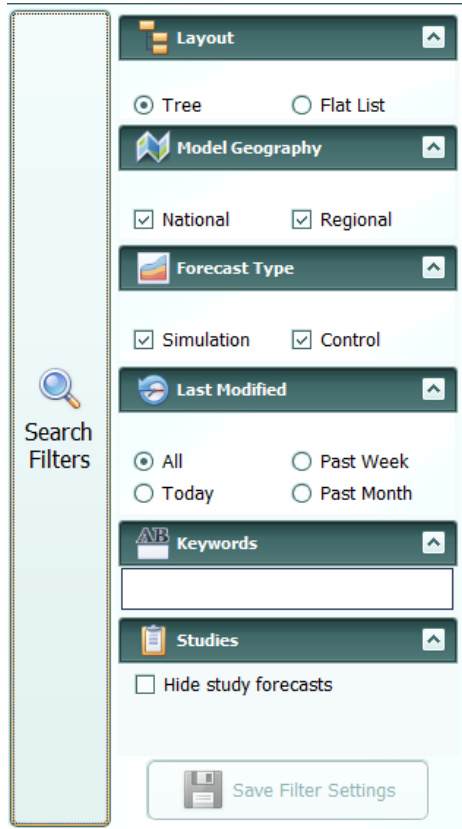 Search
Filters
Layout
Tree Flat List
Model Geography
National Regional
Forecast Type
Simulation Control
Last Modified
All Past Week
Today Past Month
AB Keywords
Studies
Hide study forecasts
Save Filter Settings